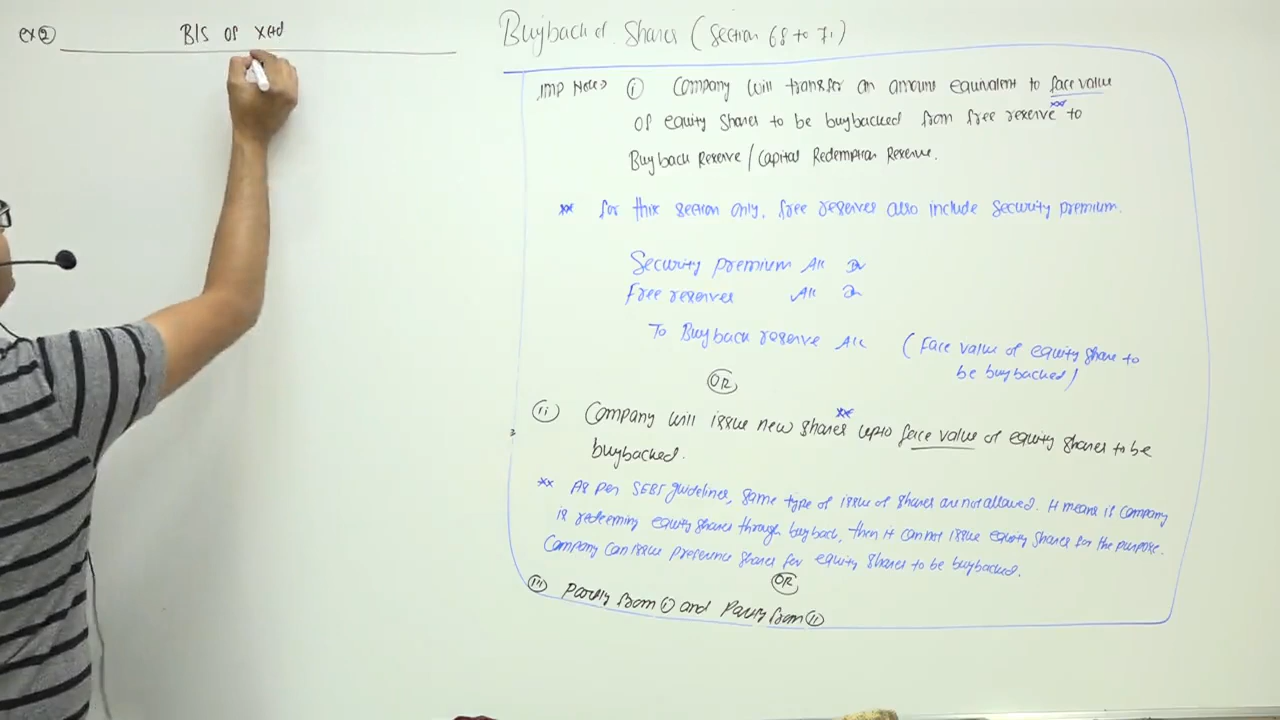 ex ②
B/S of X Ltd
Buyback of Shares (Section 68 to 71)
Imp Note→ (i) Company will transfer an amount equivalent to face value
of equity shares to be buybacked from free reserve to
Buyback Reserve/Capital Redemption Reserve.
** For this section only, free reserves also include security premium.
Security premium A/c Dr
Free reserves A/c Dr
To Buyback reserve A/c (Face value of equity share to
be buybacked)
OR
(ii) Company will issue new shares upto face value of equity shares to be
buybacked.
** As per SEBI guidelines, same type of issue of shares are not allowed. It means if company
is redeeming equity shares through buyback, then it cannot issue equity shares for the purpose.
Company can issue preference shares for equity shares to be buybacked.
OR
(iii) Partly from (i) and Partly from (ii)